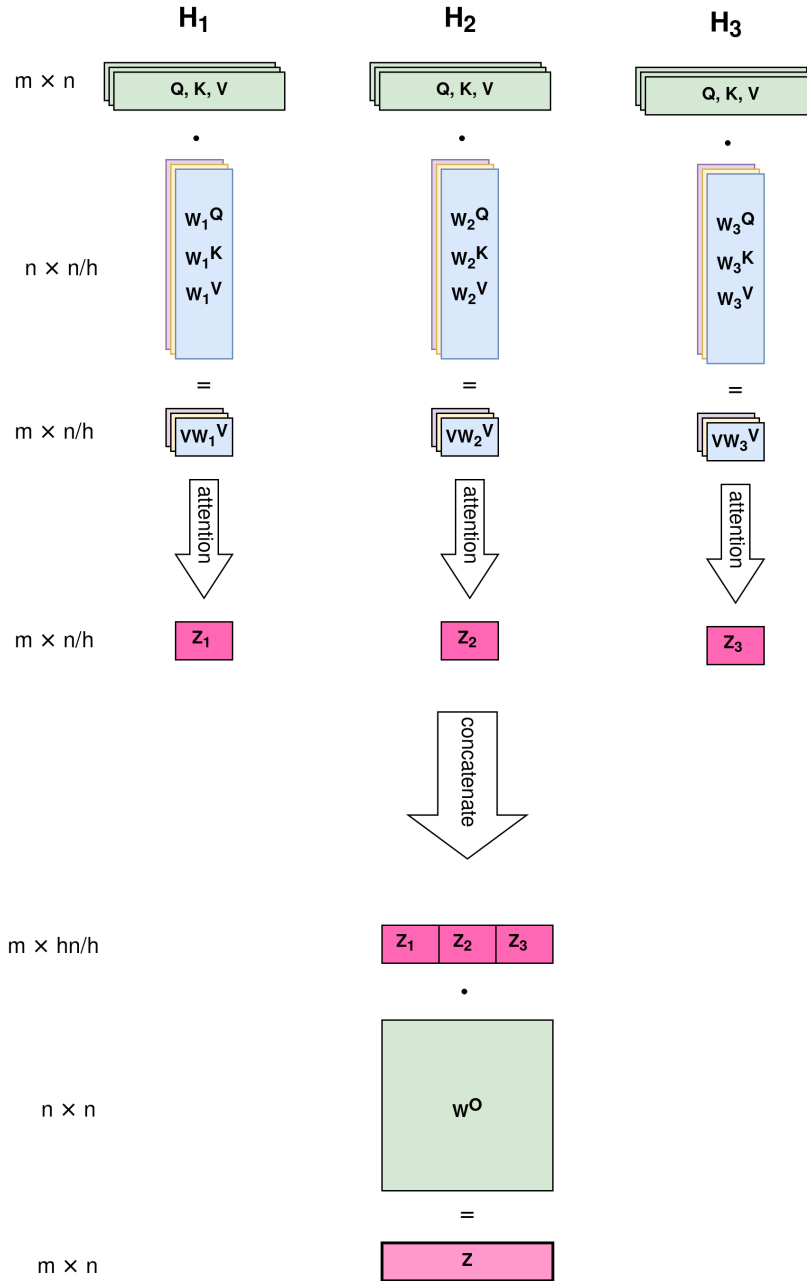 H₁ H₂ H₃
m × n Q, K, V Q, K, V Q, K, V
• • •
W₁Q W₂Q W₃Q
n × n/h W₁K W₂K W₃K
W₁V W₂V W₃V
= = =
m × n/h VW₁V VW₂V VW₃V
attention attention attention
m × n/h Z₁ Z₂ Z₃
concatenate
m × hn/h Z₁ Z₂ Z₃
•
n × n WO
=
m × n Z